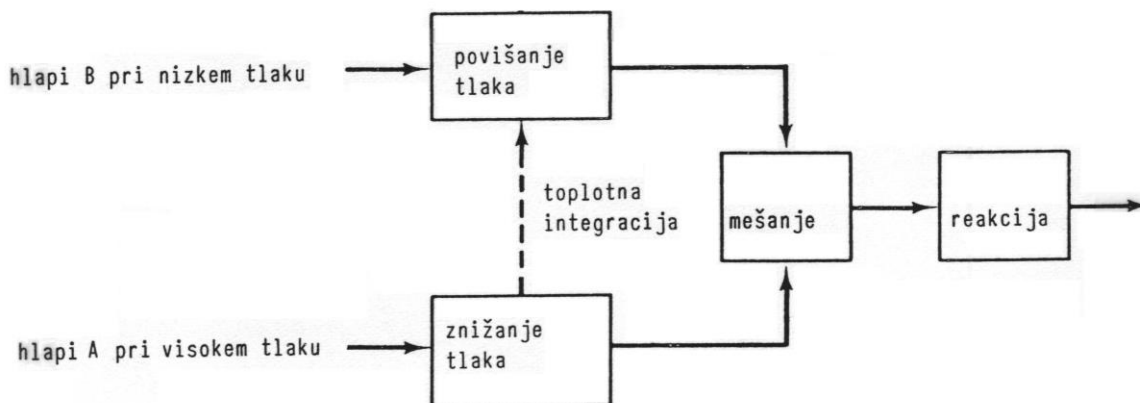 hlapi B pri nizkem tlaku
povišanje
tlaka
toplotna
integracija
mešanje
reakcija
hlapi A pri visokem tlaku
znižanje
tlaka